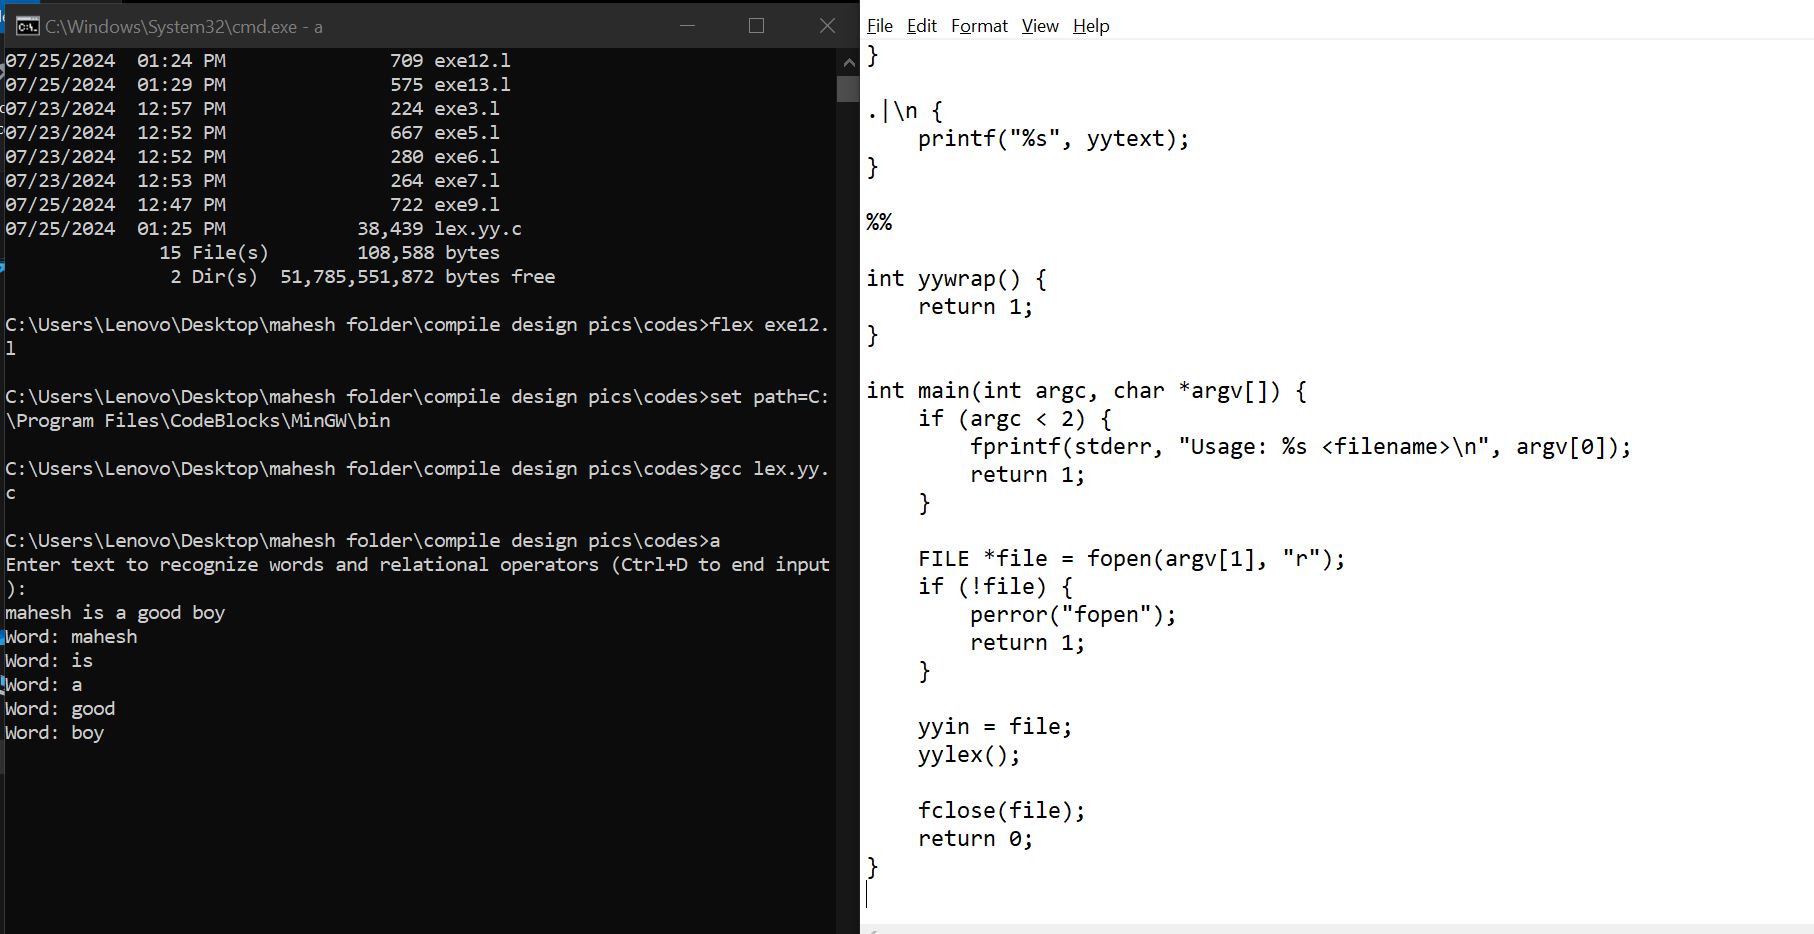 C:\Windows\System32\cmd.exe - a
07/25/2024  01:24 PM               709 exe12.l
07/25/2024  01:29 PM               575 exe13.l
07/23/2024  12:57 PM               224 exe3.l
07/23/2024  12:52 PM               667 exe5.l
07/23/2024  12:52 PM               280 exe6.l
07/23/2024  12:53 PM               264 exe7.l
07/25/2024  12:47 PM               722 exe9.l
07/25/2024  01:25 PM            38,439 lex.yy.c
              15 File(s)        108,588 bytes
               2 Dir(s)  51,785,551,872 bytes free
C:\Users\Lenovo\Desktop\mahesh folder\compile design pics\codes>flex exe12.
l
C:\Users\Lenovo\Desktop\mahesh folder\compile design pics\codes>set path=C:
\Program Files\CodeBlocks\MinGW\bin
C:\Users\Lenovo\Desktop\mahesh folder\compile design pics\codes>gcc lex.yy.
c
C:\Users\Lenovo\Desktop\mahesh folder\compile design pics\codes>a
Enter text to recognize words and relational operators (Ctrl+D to end input
):
mahesh is a good boy
Word: mahesh
Word: is
Word: a
Word: good
Word: boy
File Edit Format View Help
}
.|\n {
    printf("%s", yytext);
}
%%
int yywrap() {
    return 1;
}
int main(int argc, char *argv[]) {
    if (argc < 2) {
        fprintf(stderr, "Usage: %s <filename>\n", argv[0]);
        return 1;
    }
    FILE *file = fopen(argv[1], "r");
    if (!file) {
        perror("fopen");
        return 1;
    }
    yyin = file;
    yylex();
    fclose(file);
    return 0;
}